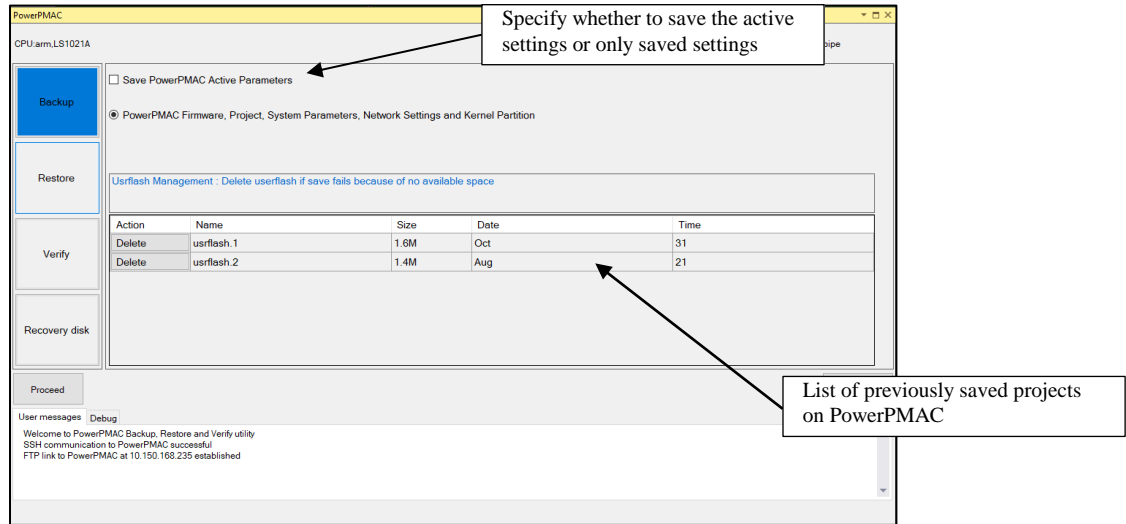 PowerPMAC
Specify whether to save the active
settings or only saved settings
CPU:arm,LS1021A
Backup
Save PowerPMAC Active Parameters
PowerPMAC Firmware, Project, System Parameters, Network Settings and Kernel Partition
Restore
Usrflash Management : Delete userflash if save fails because of no available space
Action Name Size Date Time
Delete usrflash.1 1.6M Oct 31
Delete usrflash.2 1.4M Aug 21
Verify
Recovery disk
Proceed
List of previously saved projects
on PowerPMAC
User messages Debug
Welcome to PowerPMAC Backup, Restore and Verify utility
SSH communication to PowerPMAC successful
FTP link to PowerPMAC at 10.150.168.235 established